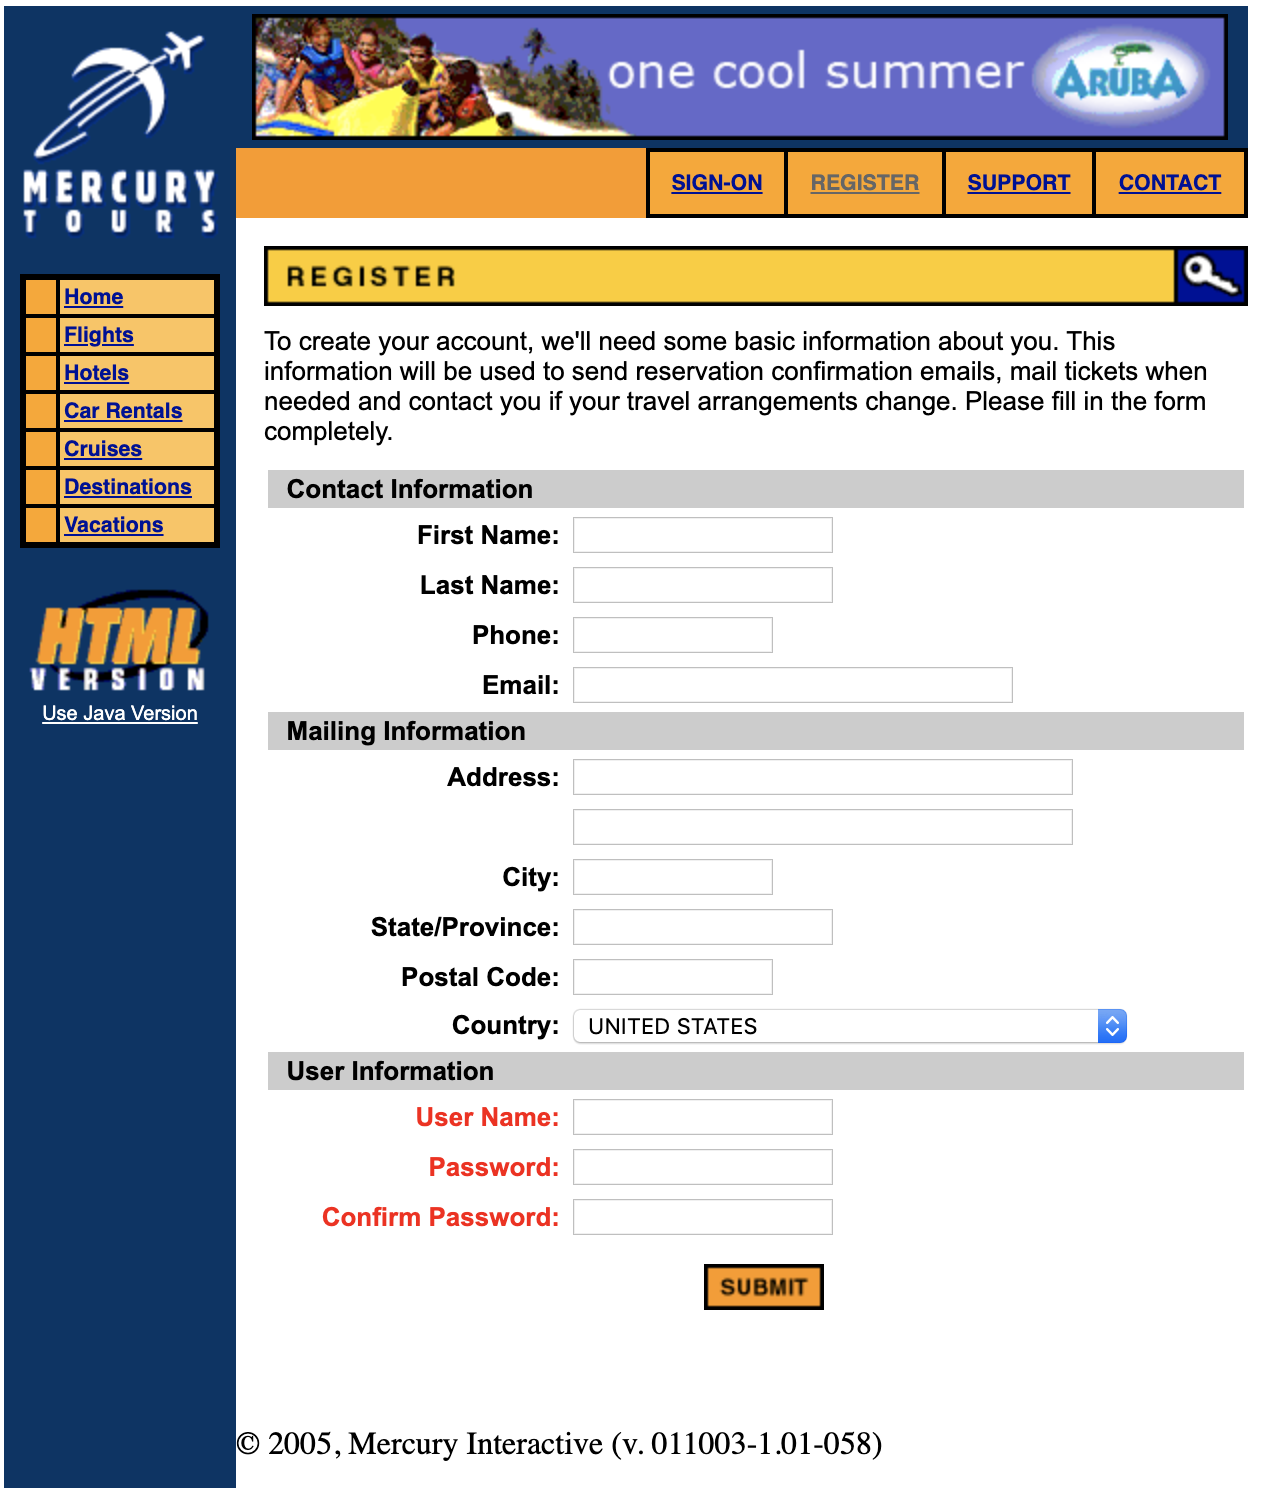 one cool summer ARUBA
MERCURY
TOURS
SIGN-ON REGISTER SUPPORT CONTACT
REGISTER
Home
Flights
Hotels
Car Rentals
Cruises
Destinations
Vacations
HTML
VERSION
Use Java Version
To create your account, we'll need some basic information about you. This
information will be used to send reservation confirmation emails, mail tickets when
needed and contact you if your travel arrangements change. Please fill in the form
completely.
Contact Information
First Name:
Last Name:
Phone:
Email:
Mailing Information
Address:
City:
State/Province:
Postal Code:
Country: UNITED STATES
User Information
User Name:
Password:
Confirm Password:
SUBMIT
© 2005, Mercury Interactive (v. 011003-1.01-058)